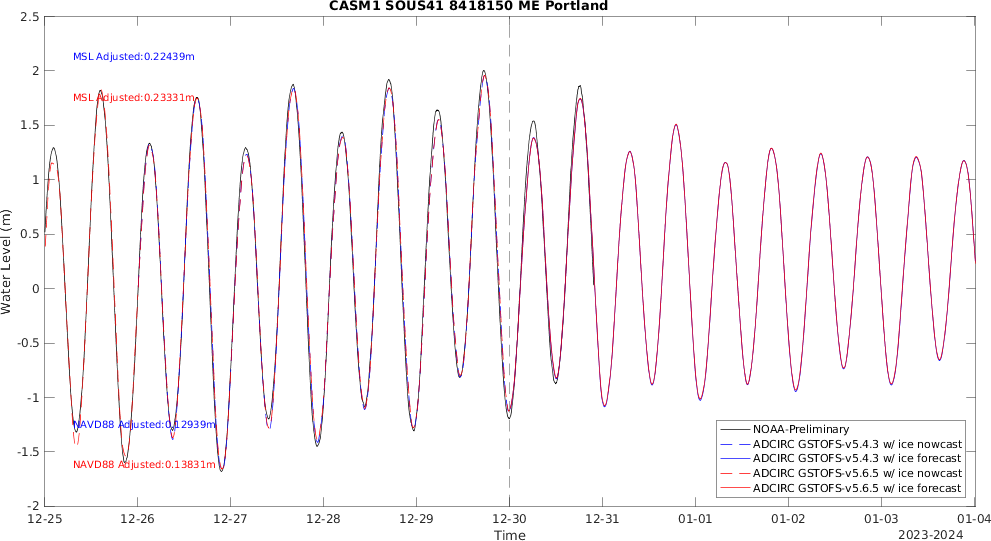 CASM1 SOUS41 8418150 ME Portland
2.5
2
1.5
1
0.5
0
-0.5
-1
-1.5
-2
Water Level (m)
MSL Adjusted:0.22439m
MSL Adjusted:0.23331m
NAVD88 Adjusted:0.12939m
NAVD88 Adjusted:0.13831m
NOAA-Preliminary
ADCIRC GSTOFS-v5.4.3 w/ ice nowcast
ADCIRC GSTOFS-v5.4.3 w/ ice forecast
ADCIRC GSTOFS-v5.6.5 w/ ice nowcast
ADCIRC GSTOFS-v5.6.5 w/ ice forecast
12-25 12-26 12-27 12-28 12-29 12-30 12-31 01-01 01-02 01-03 01-04
Time
2023-2024